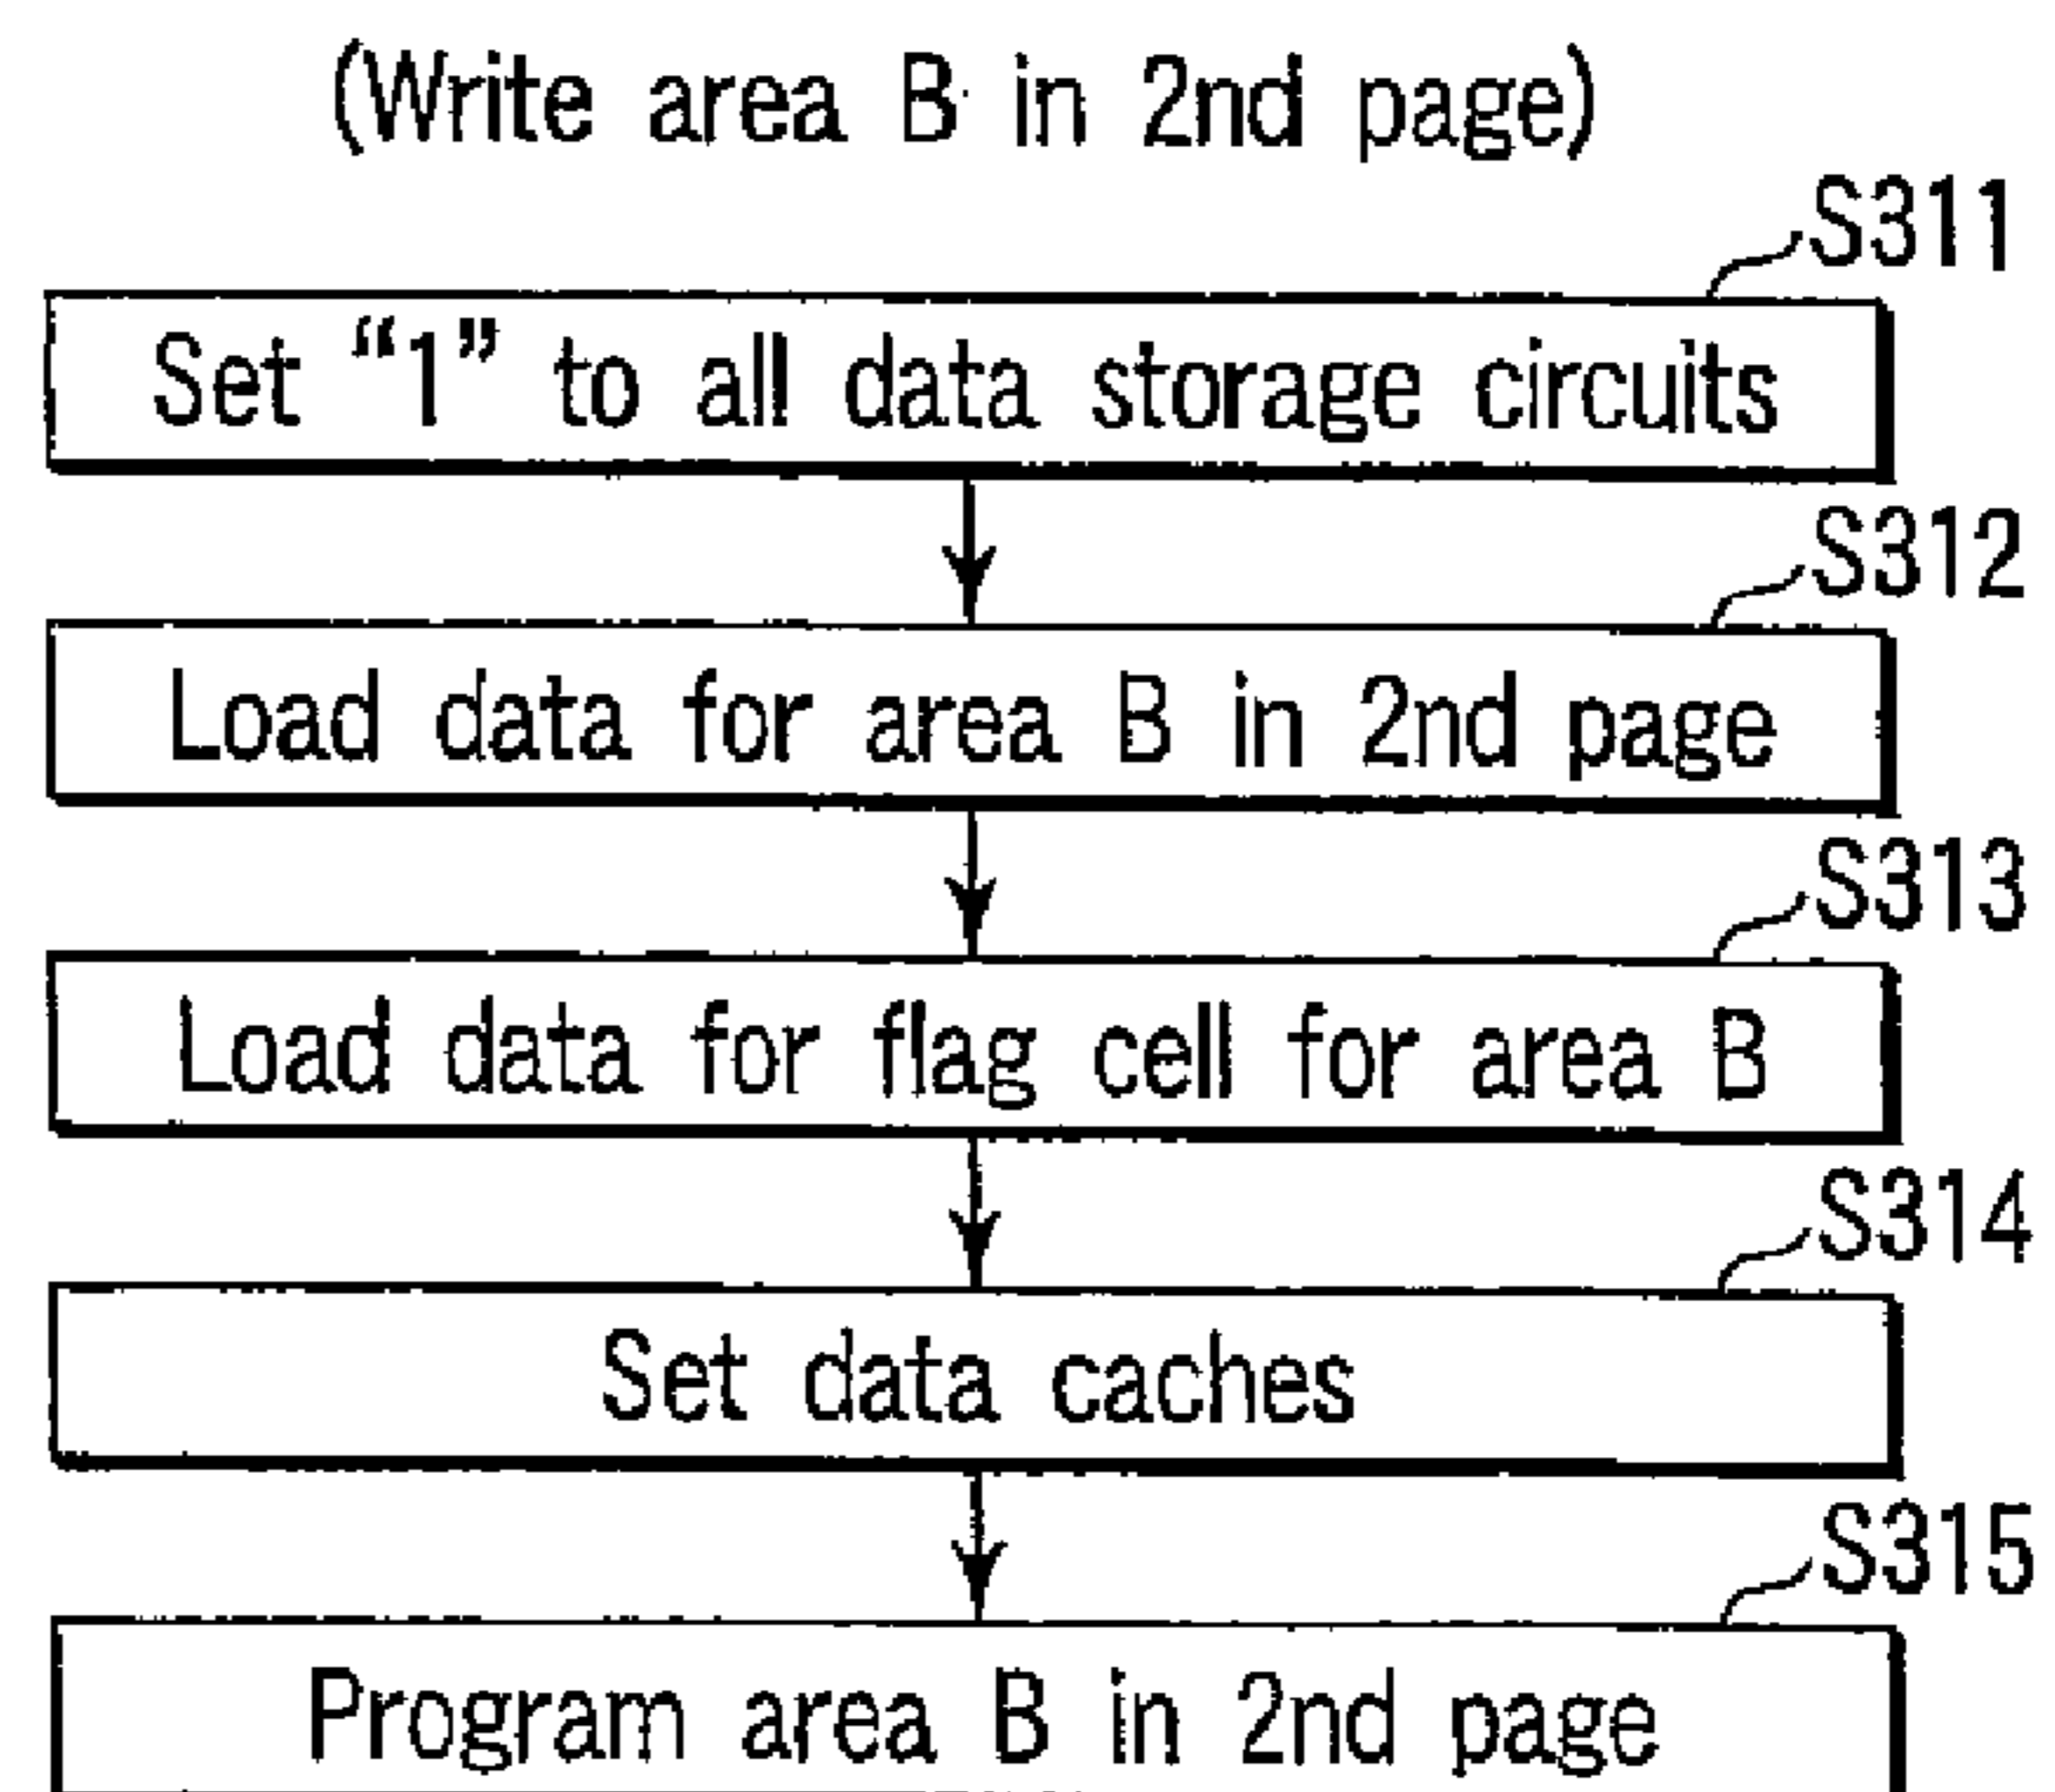 (Write area B in 2nd page)
S311
Set “1” to all data storage circuits
S312
Load data for area B in 2nd page
S313
Load data for flag cell for area B
S314
Set data caches
S315
Program area B in 2nd page